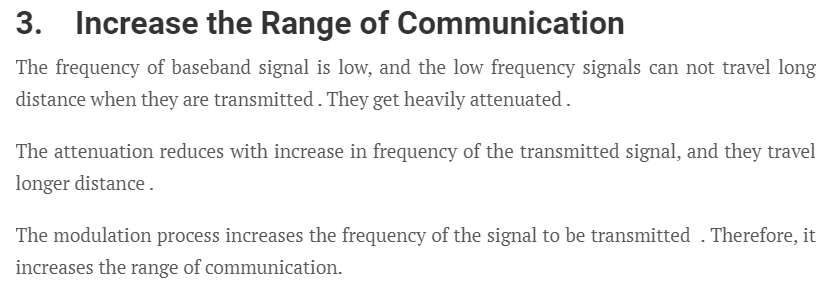 3. Increase the Range of Communication
The frequency of baseband signal is low, and the low frequency signals can not travel long
distance when they are transmitted . They get heavily attenuated .
The attenuation reduces with increase in frequency of the transmitted signal, and they travel
longer distance .
The modulation process increases the frequency of the signal to be transmitted  . Therefore, it
increases the range of communication.